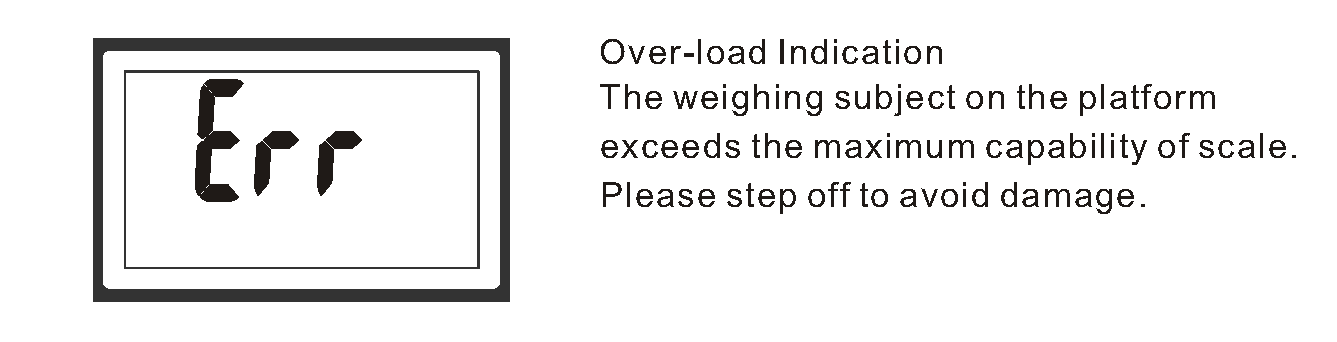 Err
Over-load Indication
The weighing subject on the platform
exceeds the maximum capability of scale.
Please step off to avoid damage.